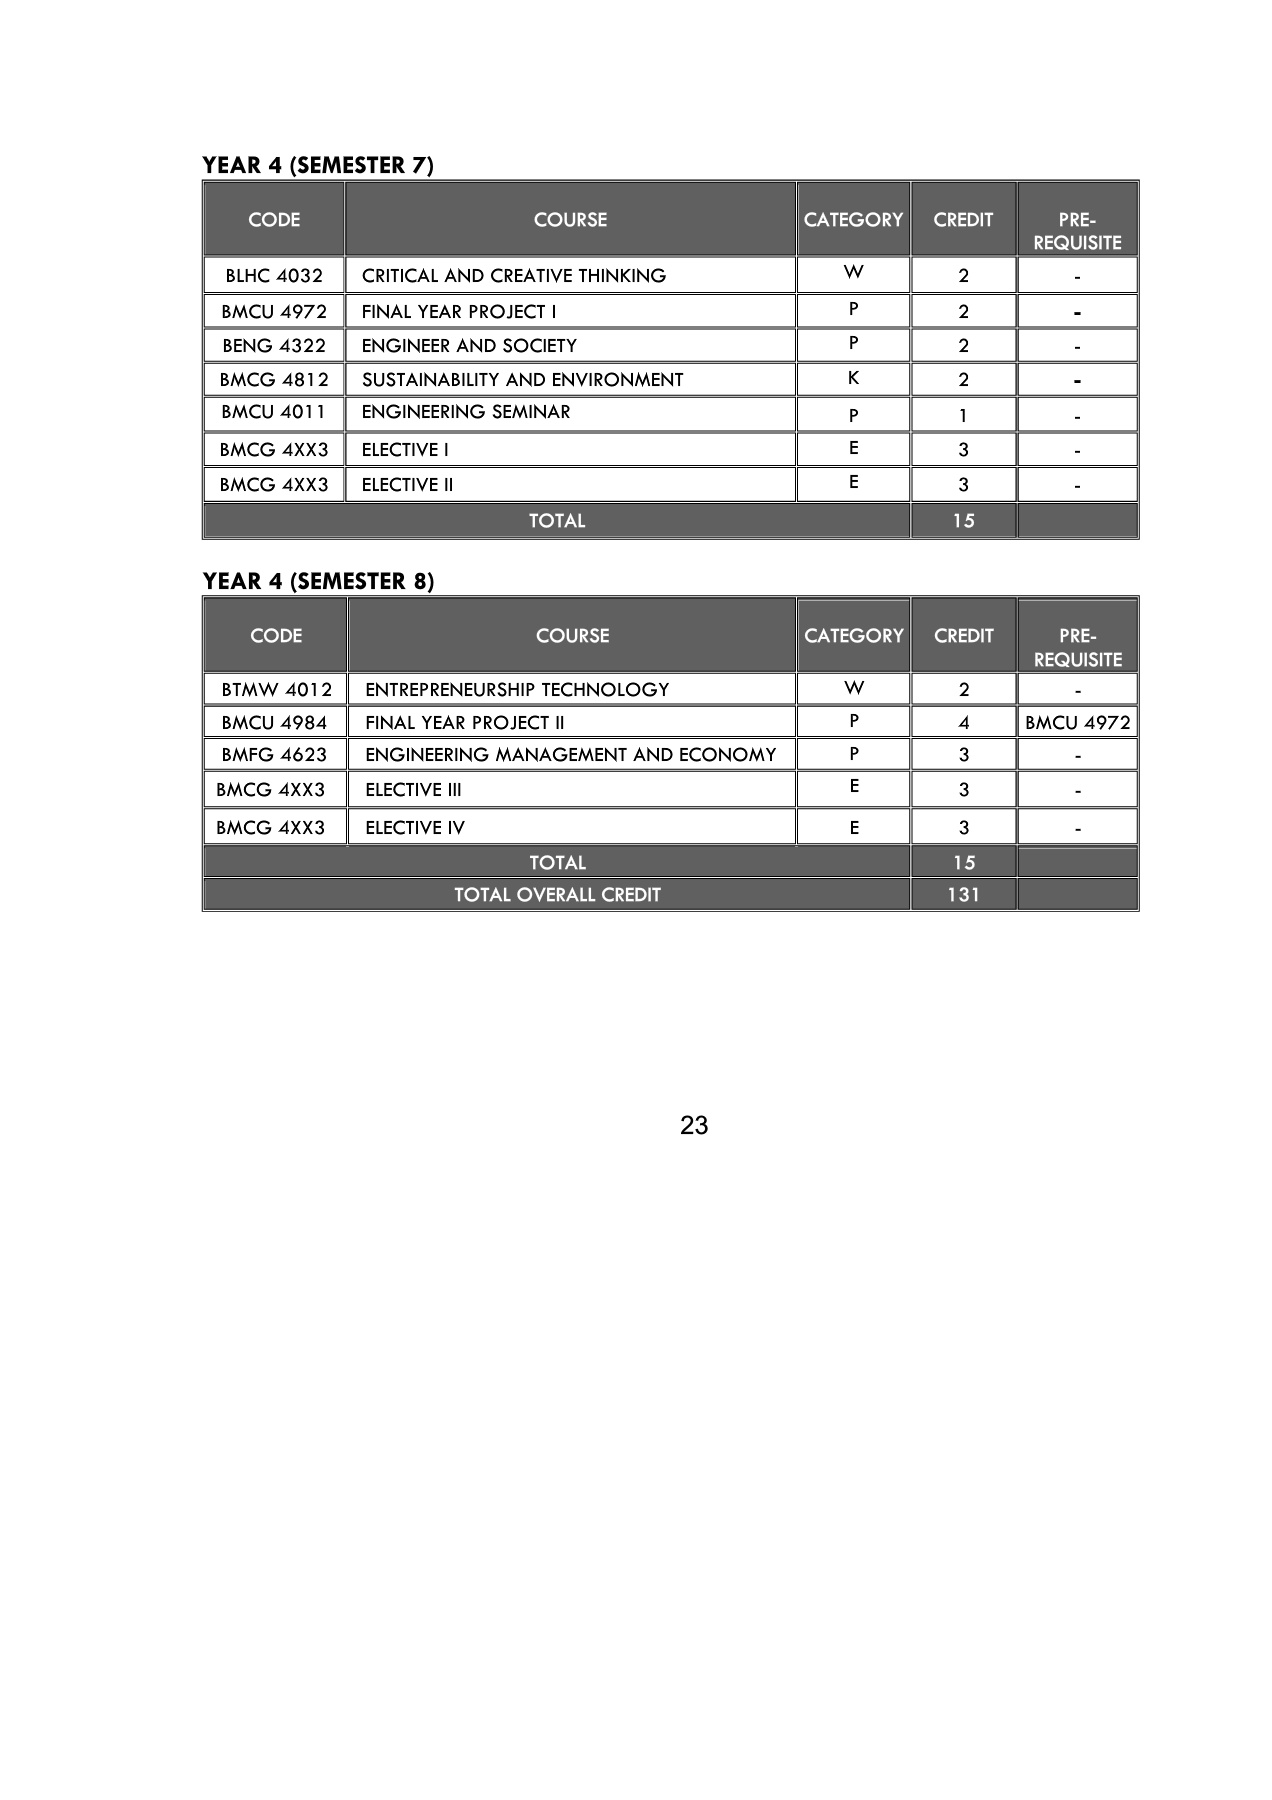 YEAR 4 (SEMESTER 7)
CODE COURSE CATEGORY CREDIT PRE-
REQUISITE
BLHC 4032 CRITICAL AND CREATIVE THINKING W 2 -
BMCU 4972 FINAL YEAR PROJECT I P 2 -
BENG 4322 ENGINEER AND SOCIETY P 2 -
BMCG 4812 SUSTAINABILITY AND ENVIRONMENT K 2 -
BMCU 4011 ENGINEERING SEMINAR P 1 -
BMCG 4XX3 ELECTIVE I E 3 -
BMCG 4XX3 ELECTIVE II E 3 -
TOTAL 15
YEAR 4 (SEMESTER 8)
CODE COURSE CATEGORY CREDIT PRE-
REQUISITE
BTMW 4012 ENTREPRENEURSHIP TECHNOLOGY W 2 -
BMCU 4984 FINAL YEAR PROJECT II P 4 BMCU 4972
BMFG 4623 ENGINEERING MANAGEMENT AND ECONOMY P 3 -
BMCG 4XX3 ELECTIVE III E 3 -
BMCG 4XX3 ELECTIVE IV E 3 -
TOTAL 15
TOTAL OVERALL CREDIT 131
23